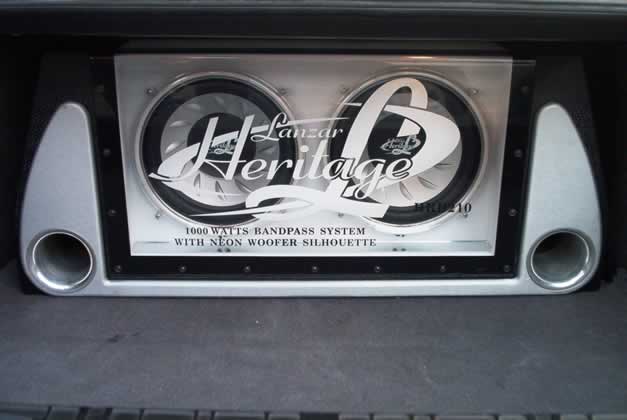 Lanzar
Heritage
1000 WATTS BANDPASS SYSTEM
WITH NEON WOOFER SILHOUETTE